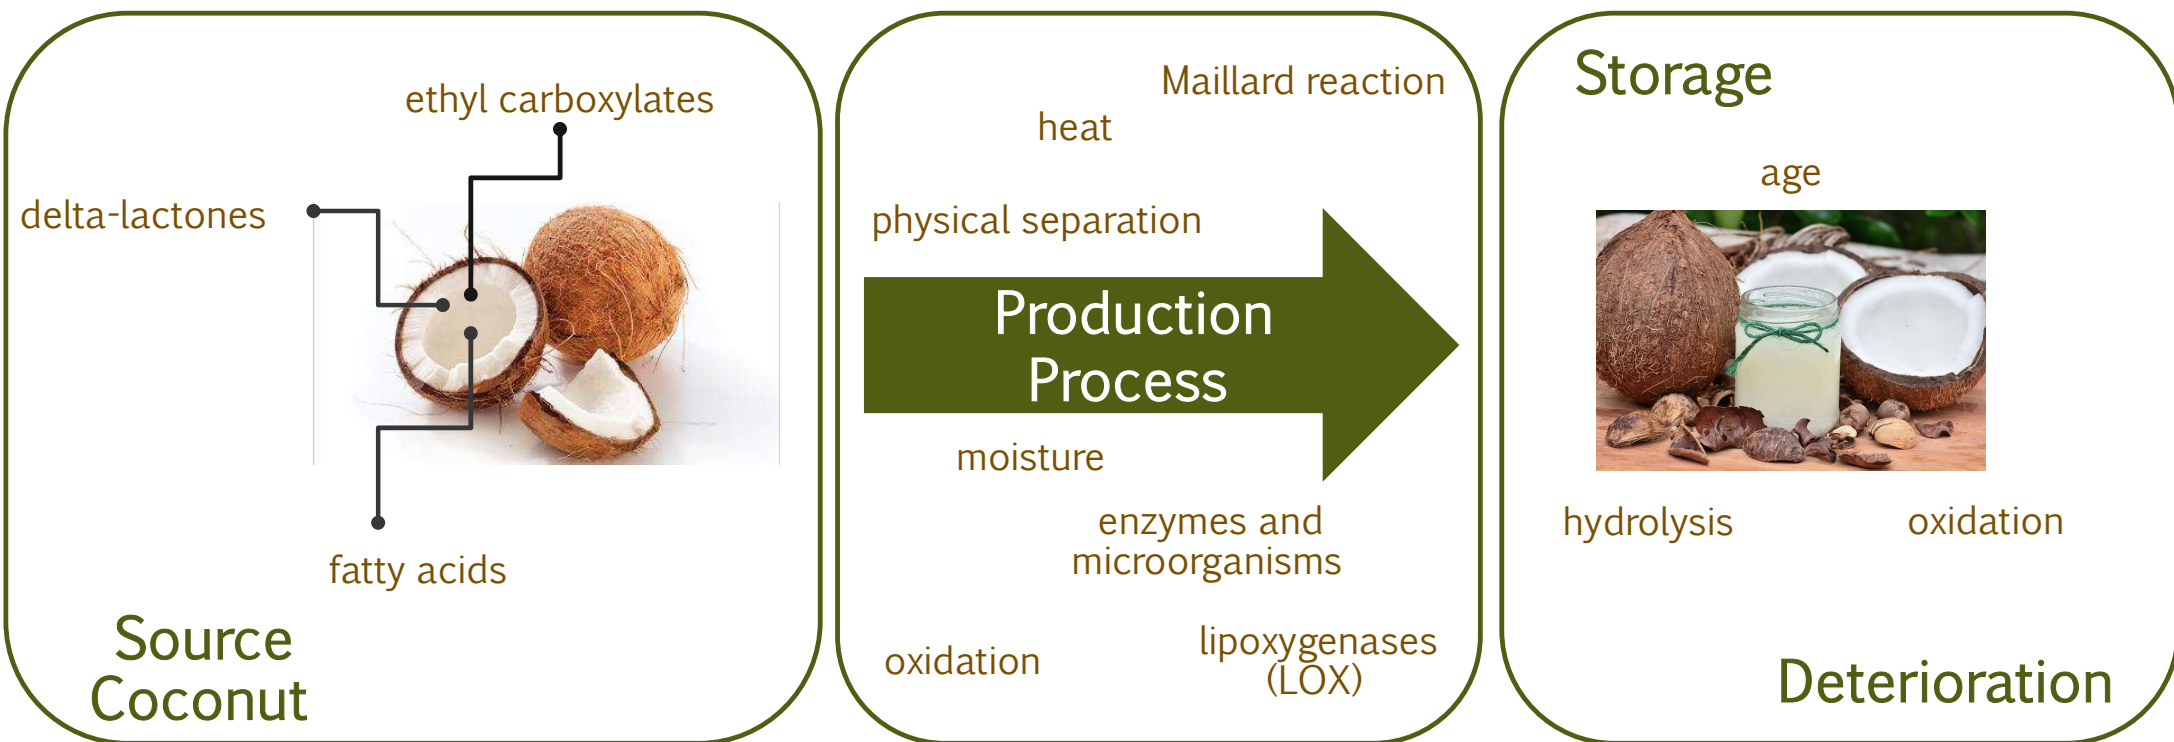 ethyl carboxylates
delta-lactones
fatty acids
Source
Coconut
Maillard reaction
heat
physical separation
Production
Process
moisture
enzymes and
microorganisms
oxidation
lipoxygenases
(LOX)
Storage
age
hydrolysis
oxidation
Deterioration